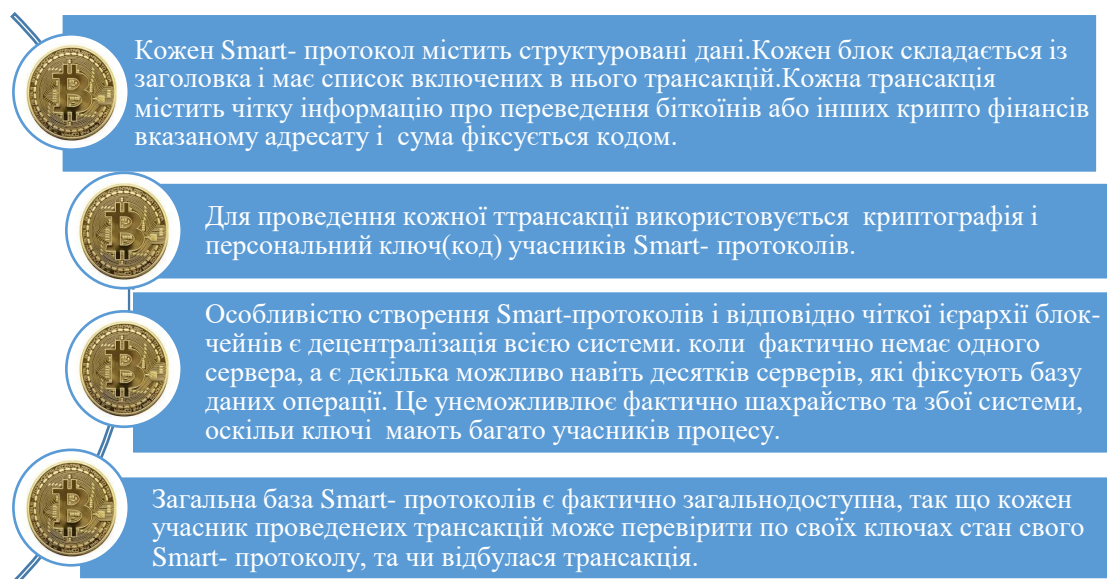 Кожен Smart- протокол містить структуровані дані.Кожен блок складається із
заголовка і має список включених в нього трансакцій.Кожна трансакція
містить чітку інформацію про переведення біткоїнів або інших крипто фінансів
вказаному адресату і  сума фіксується кодом.
Для проведення кожної ттрансакції використовується  криптографія і
персональний ключ(код) учасників Smart- протоколів.
Особливістю створення Smart-протоколів і відповідно чіткої ієрархії блок-
чейнів є децентралізація всією системи. коли  фактично немає одного
сервера, а є декілька можливо навіть десятків серверів, які фіксують базу
даних операції. Це унеможливлює фактично шахрайство та збої системи,
оскільи ключі  мають багато учасників процесу.
Загальна база Smart- протоколів є фактично загальнодоступна, так що кожен
учасник проведенеих трансакцій може перевірити по своїх ключах стан свого
Smart- протоколу, та чи відбулася трансакція.